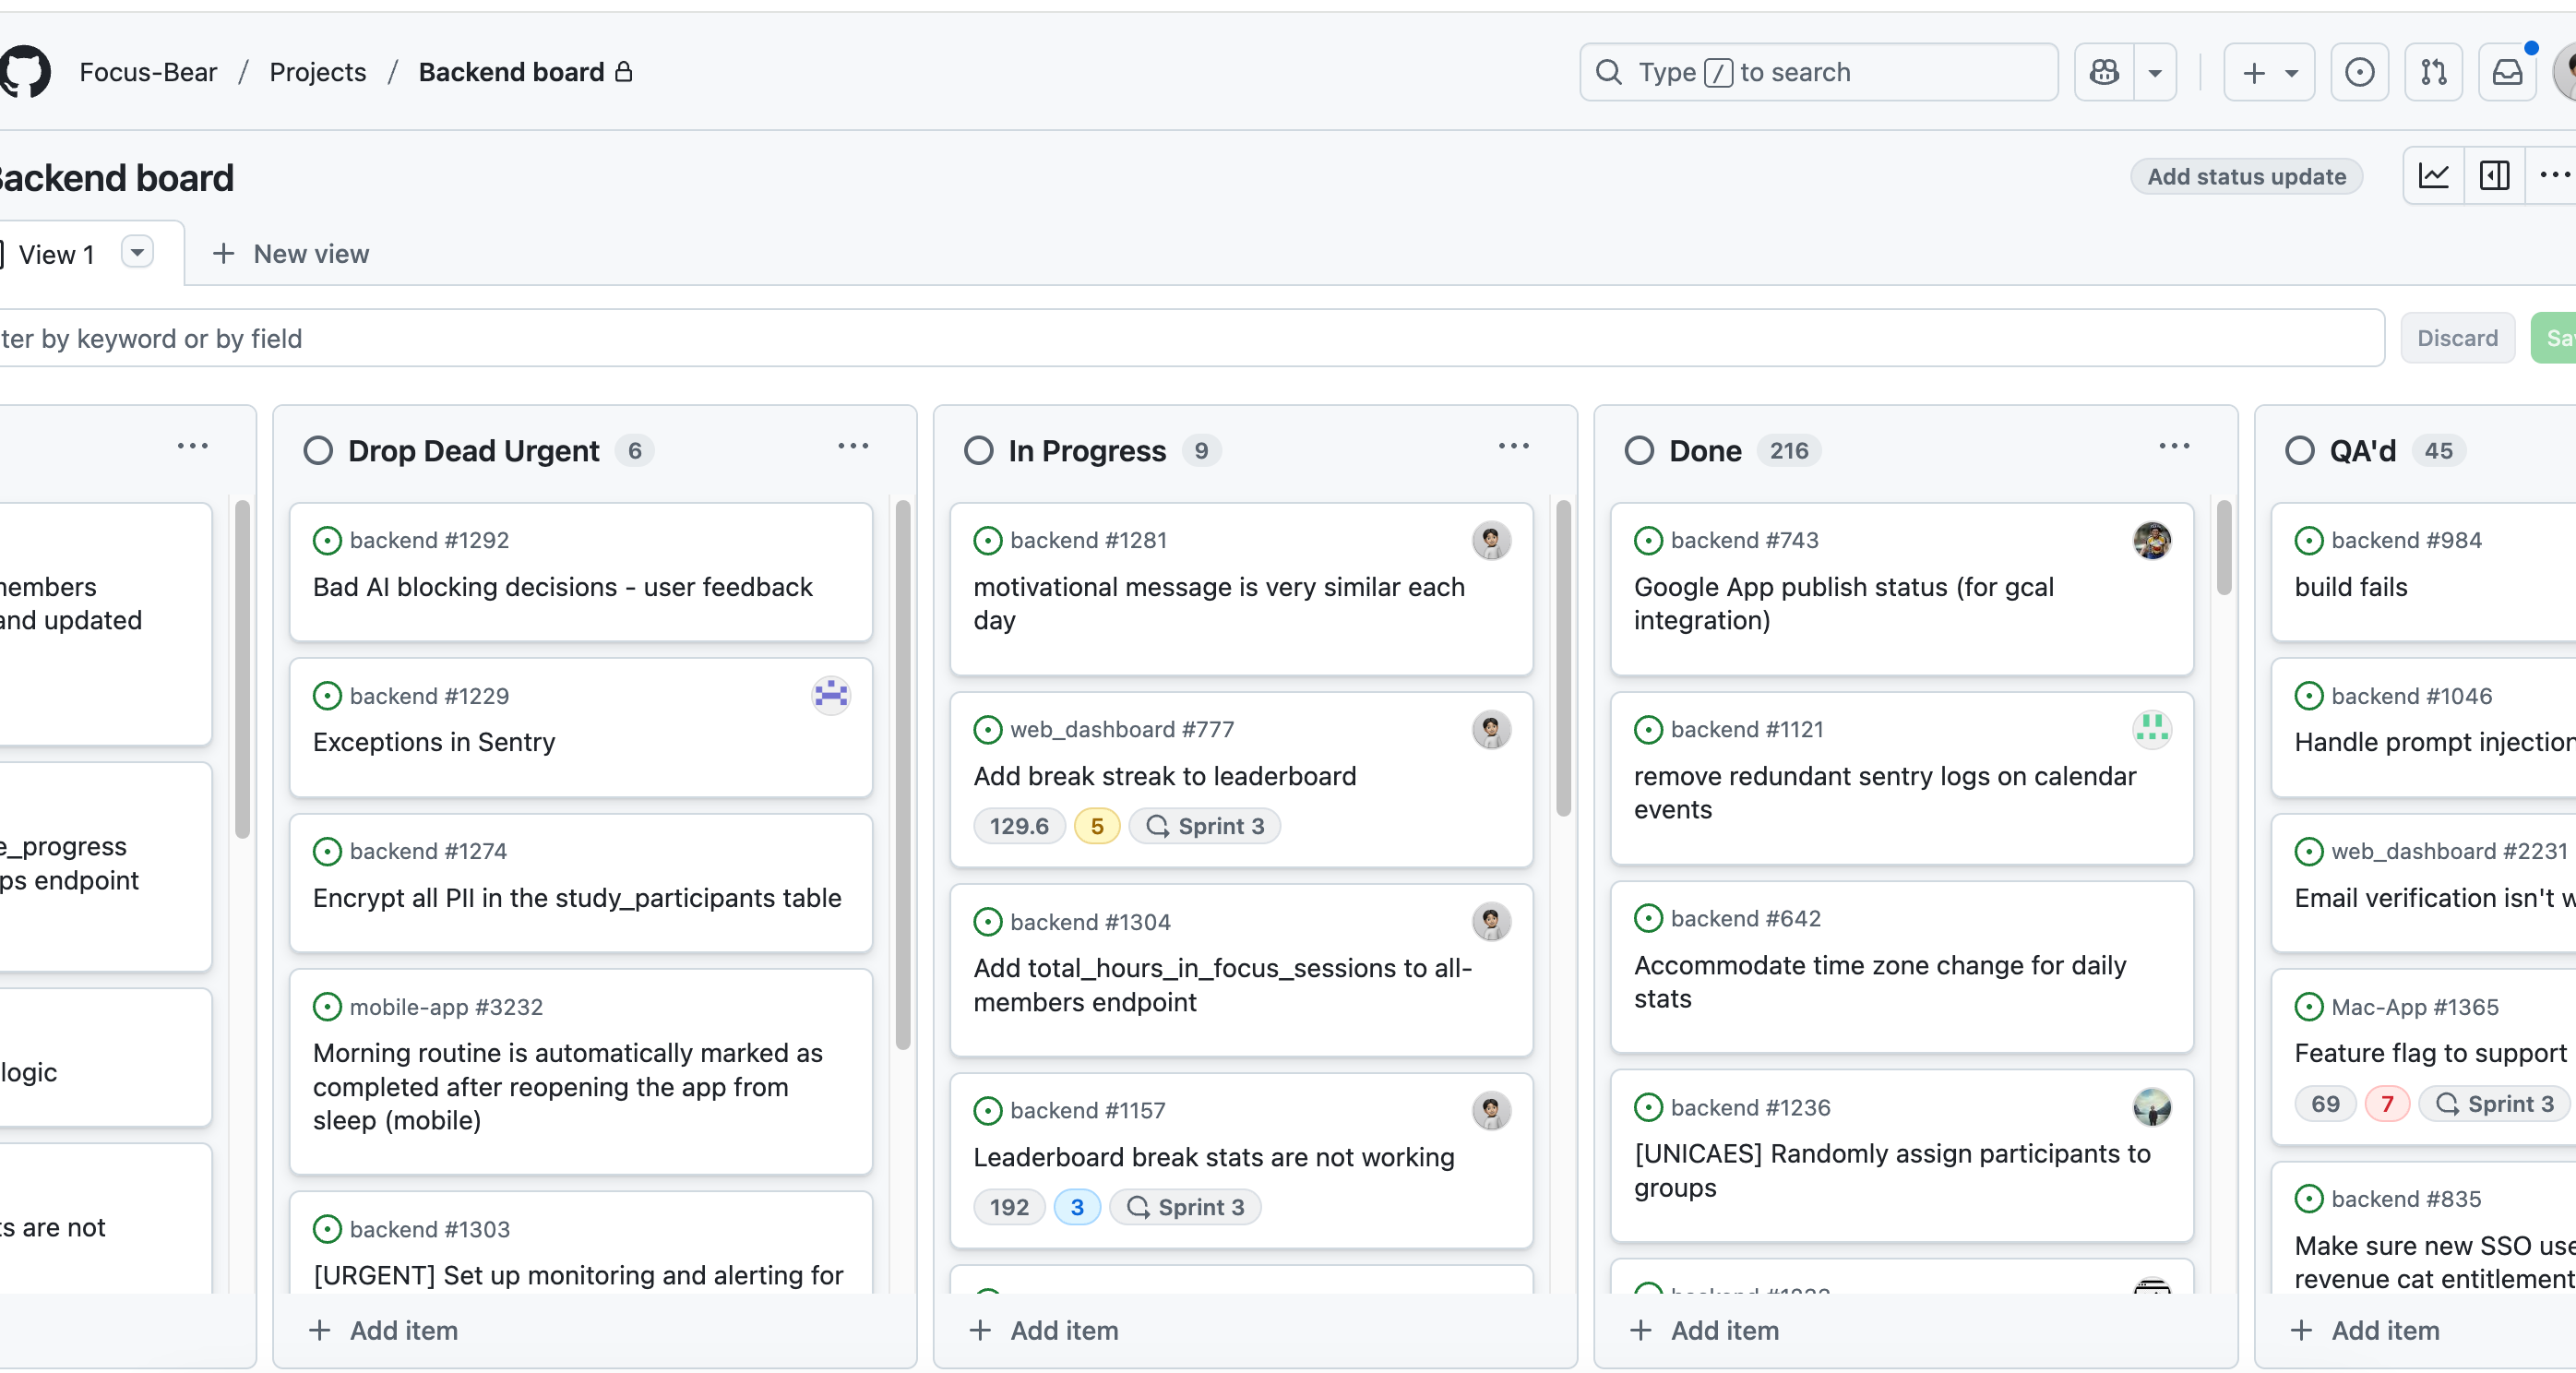 Focus-Bear / Projects / Backend board
Type / to search
Backend board
Add status update
View 1
New view
ter by keyword or by field
Discard
Sa
members
and updated
e_progress
ps endpoint
logic
ts are not
Drop Dead Urgent 6
backend #1292
Bad AI blocking decisions - user feedback
backend #1229
Exceptions in Sentry
backend #1274
Encrypt all PII in the study_participants table
mobile-app #3232
Morning routine is automatically marked as
completed after reopening the app from
sleep (mobile)
backend #1303
[URGENT] Set up monitoring and alerting for
Add item
In Progress 9
backend #1281
motivational message is very similar each
day
web_dashboard #777
Add break streak to leaderboard
129.6 5 Sprint 3
backend #1304
Add total_hours_in_focus_sessions to all-
members endpoint
backend #1157
Leaderboard break stats are not working
192 3 Sprint 3
Add item
Done 216
backend #743
Google App publish status (for gcal
integration)
backend #1121
remove redundant sentry logs on calendar
events
backend #642
Accommodate time zone change for daily
stats
backend #1236
[UNICAES] Randomly assign participants to
groups
Add item
QA'd 45
backend #984
build fails
backend #1046
Handle prompt injection
web_dashboard #2231
Email verification isn't w
Mac-App #1365
Feature flag to support
69 7 Sprint 3
backend #835
Make sure new SSO use
revenue cat entitlement
Add item